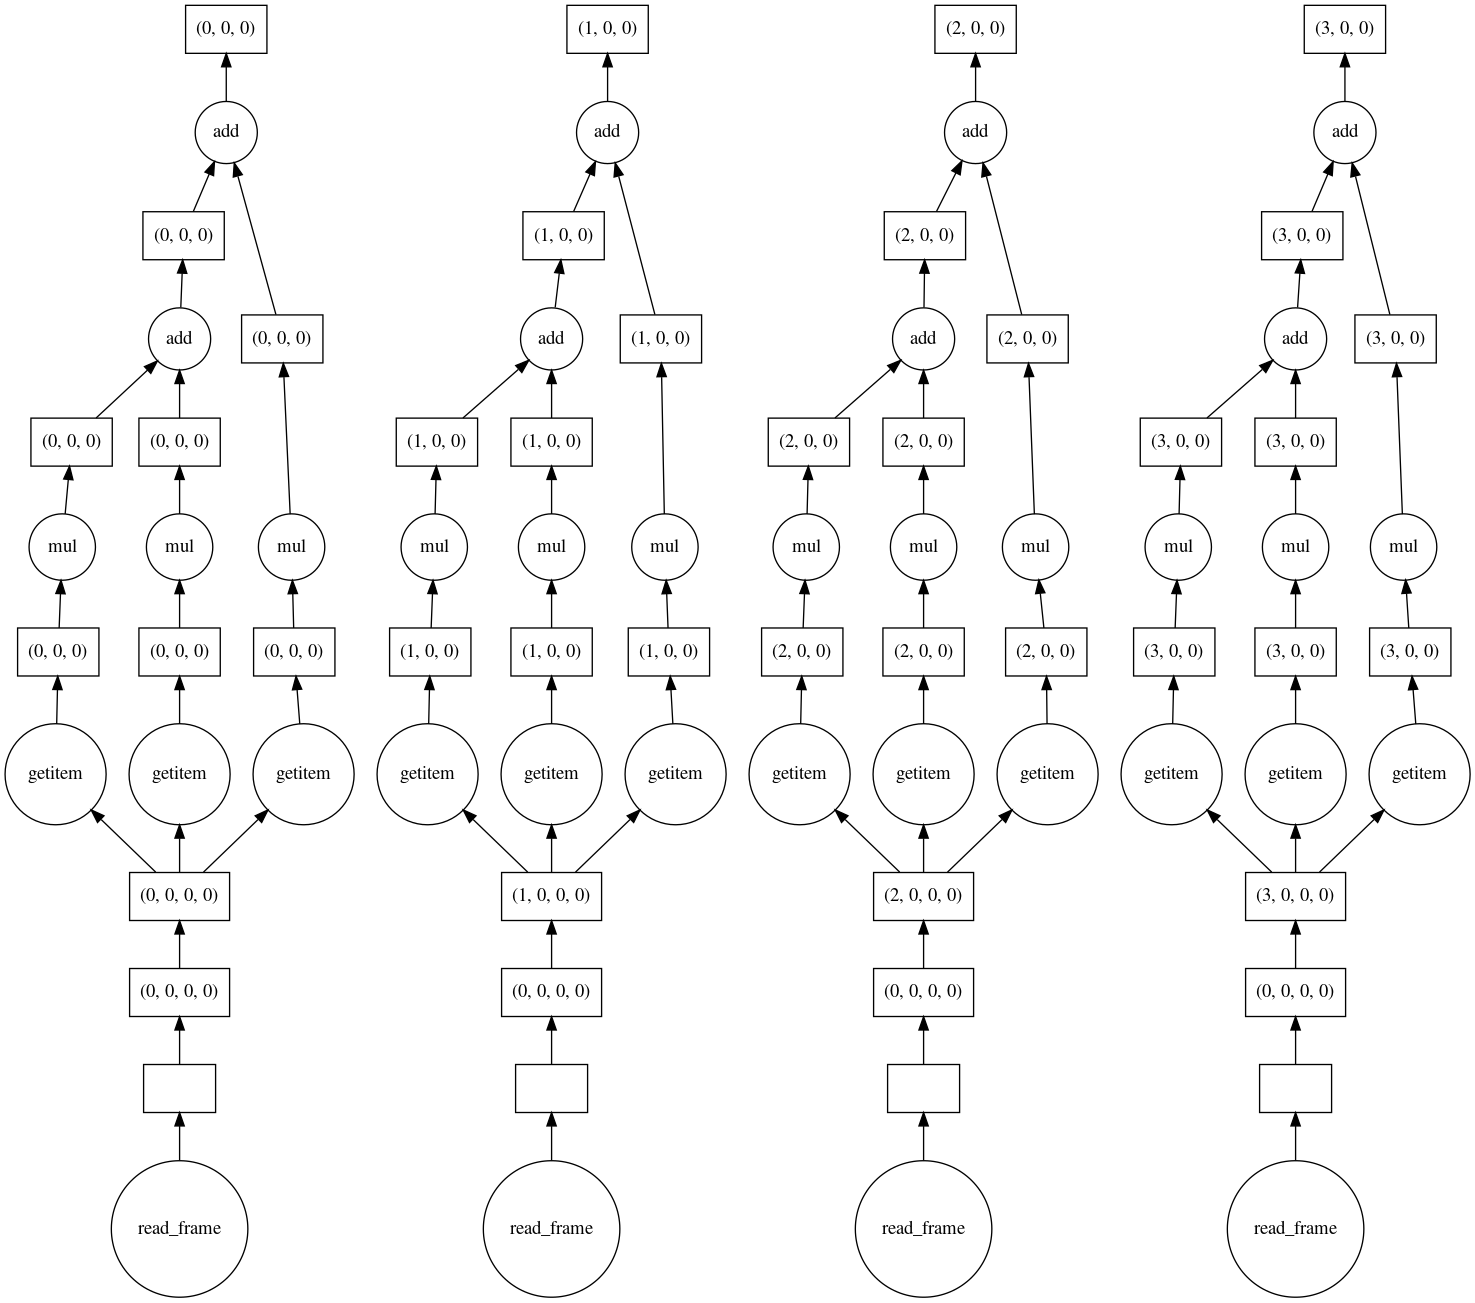 (0, 0, 0) (1, 0, 0) (2, 0, 0) (3, 0, 0)
add add add add
(0, 0, 0) (1, 0, 0) (2, 0, 0) (3, 0, 0)
add (0, 0, 0) add (1, 0, 0) add (2, 0, 0) add (3, 0, 0)
(0, 0, 0) (0, 0, 0) (1, 0, 0) (1, 0, 0) (2, 0, 0) (2, 0, 0) (3, 0, 0) (3, 0, 0)
mul mul mul mul mul mul mul mul mul mul mul mul
(0, 0, 0) (0, 0, 0) (0, 0, 0) (1, 0, 0) (1, 0, 0) (1, 0, 0) (2, 0, 0) (2, 0, 0) (2, 0, 0) (3, 0, 0) (3, 0, 0) (3, 0, 0)
getitem getitem getitem getitem getitem getitem getitem getitem getitem getitem getitem getitem
(0, 0, 0, 0) (1, 0, 0, 0) (2, 0, 0, 0) (3, 0, 0, 0)
(0, 0, 0, 0) (0, 0, 0, 0) (0, 0, 0, 0) (0, 0, 0, 0)
read_frame read_frame read_frame read_frame